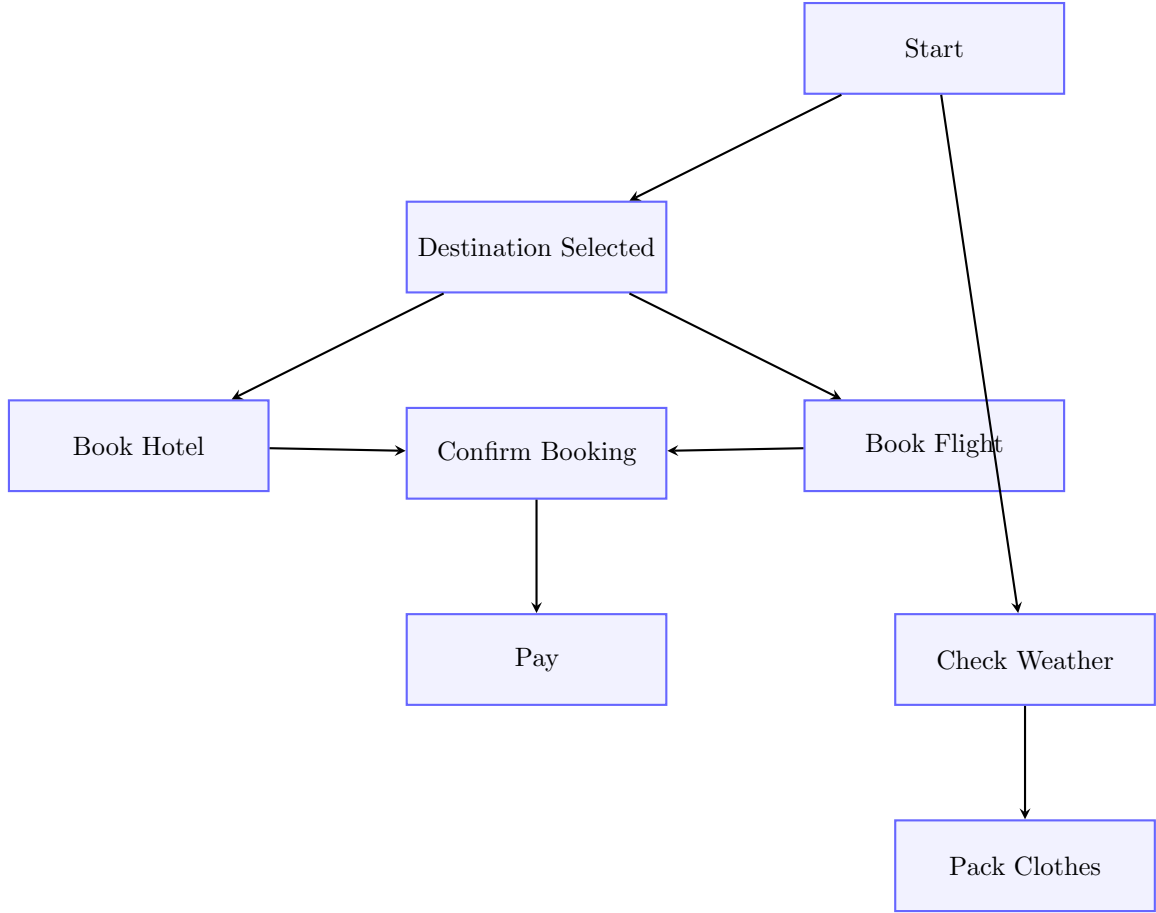 Start
Destination Selected
Book Hotel
Confirm Booking
Book Flight
Pay
Check Weather
Pack Clothes